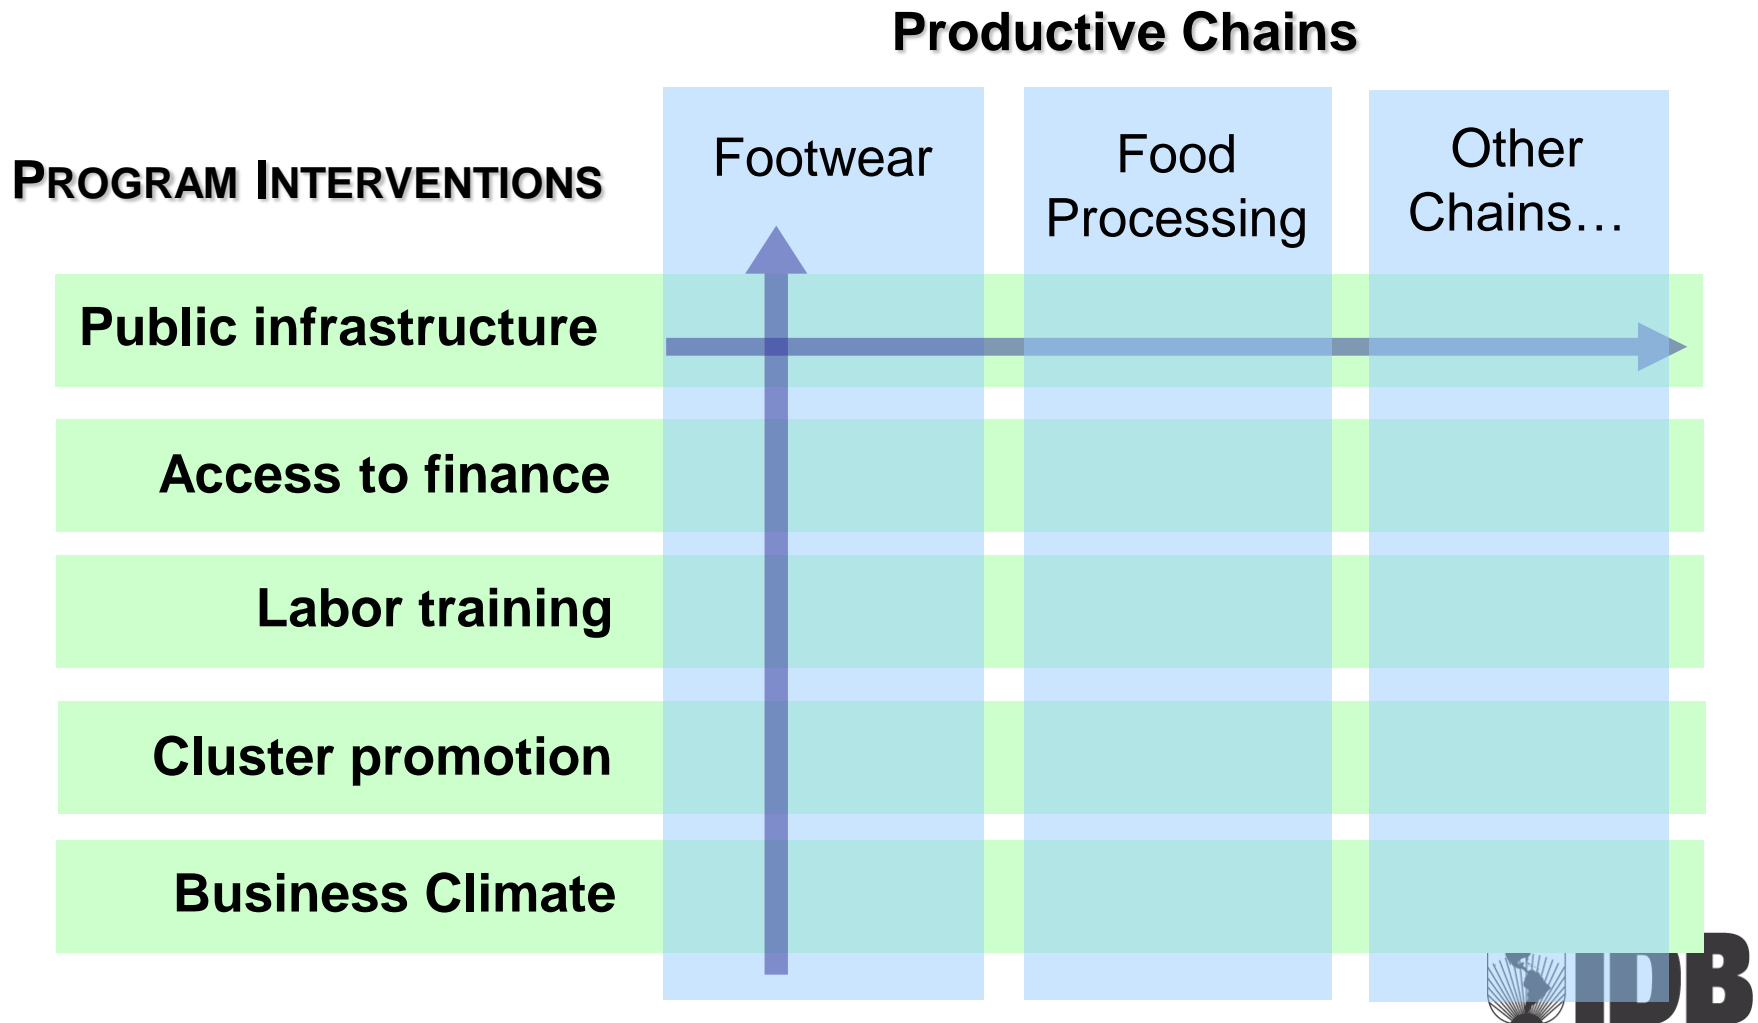 Productive Chains
Footwear
Food
Processing
Other
Chains…
PROGRAM INTERVENTIONS
Public infrastructure
Access to finance
Labor training
Cluster promotion
Business Climate
IDB